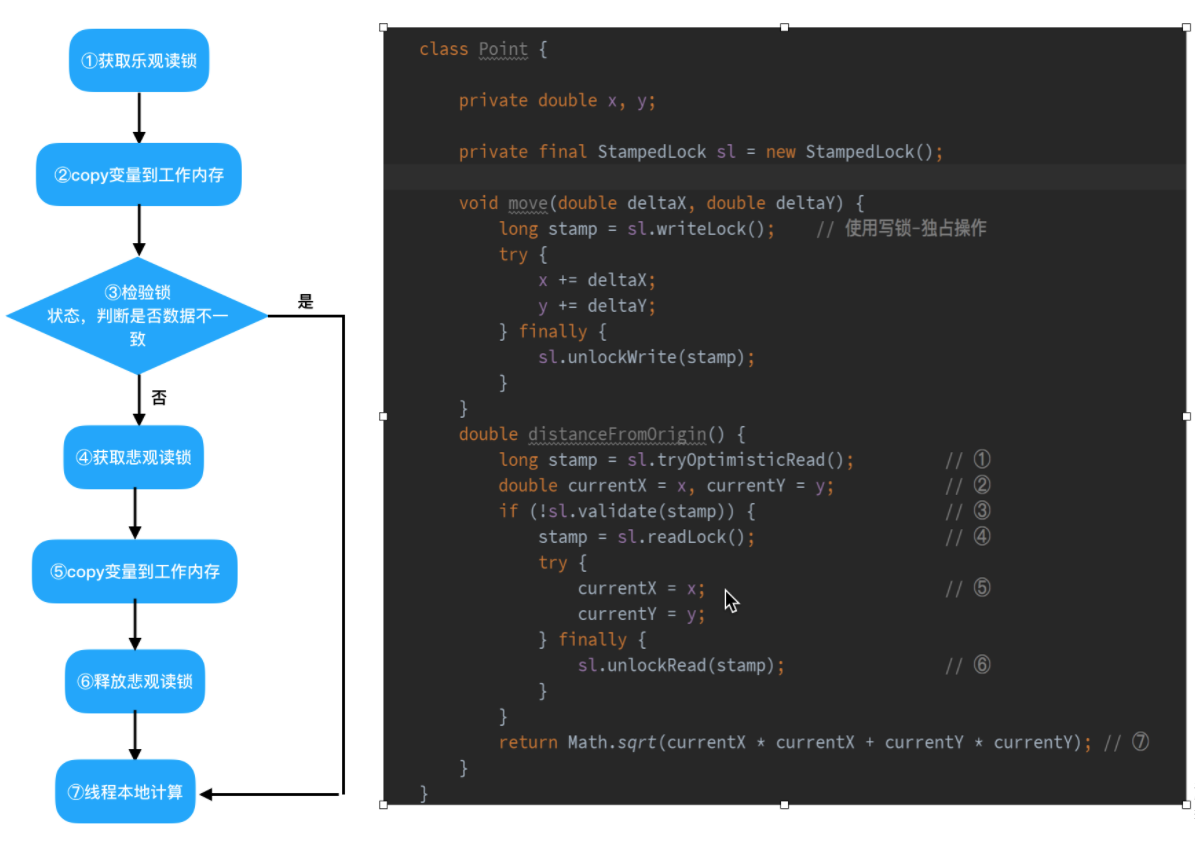 ①获取乐观读锁
②copy变量到工作内存
③检验锁
状态，判断是否数据不一
致
是
否
④获取悲观读锁
⑤copy变量到工作内存
⑥释放悲观读锁
⑦线程本地计算
class Point {
private double x, y;
private final StampedLock sl = new StampedLock();
void move(double deltaX, double deltaY) {
long stamp = sl.writeLock();    // 使用写锁-独占操作
try {
x += deltaX;
y += deltaY;
} finally {
sl.unlockWrite(stamp);
}
}
double distanceFromOrigin() {
long stamp = sl.tryOptimisticRead();    // ①
double currentX = x, currentY = y;    // ②
if (!sl.validate(stamp)) {    // ③
stamp = sl.readLock();    // ④
try {
currentX = x;    // ⑤
currentY = y;
} finally {
sl.unlockRead(stamp);    // ⑥
}
}
return Math.sqrt(currentX * currentX + currentY * currentY); // ⑦
}
}